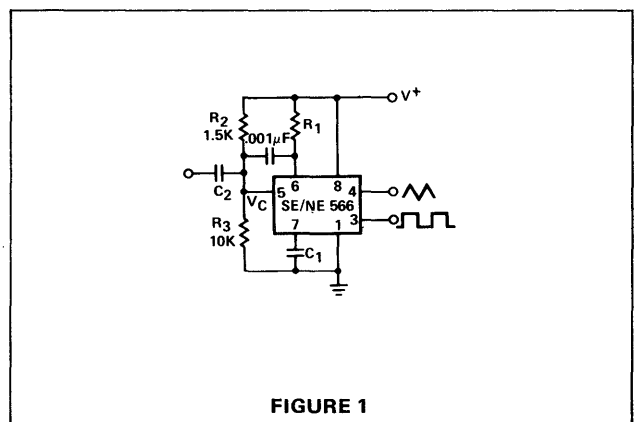 V+
R2
1.5K
.001µF
R1
C2
VC
6
8
5
4
SE/NE 566
3
7
1
R3
10K
C1
FIGURE 1